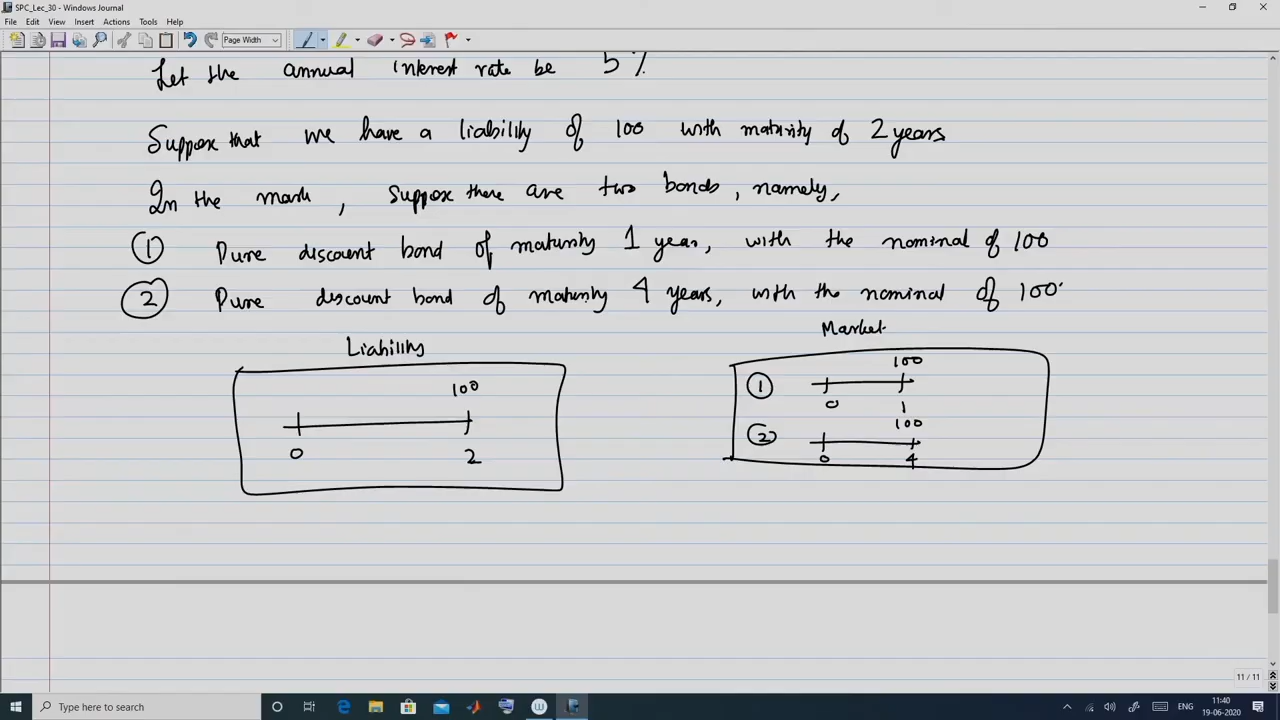 SPC_Lec_30 - Windows Journal
File Edit View Insert Actions Tools Help
Page Width
Let the annual interest rate be 5%
Suppose that we have a liability of 100 with maturity of 2 years
In the mark, suppose there are two bonds, namely,
1 Pure discount bond of maturity 1 year, with the nominal of 100
2 Pure discount bond of maturity 4 years, with the nominal of 100.
Liability
100
0 2
Market
1 100
0 1
2 100
0 4
11 / 11
Type here to search
11:40
19-06-2020